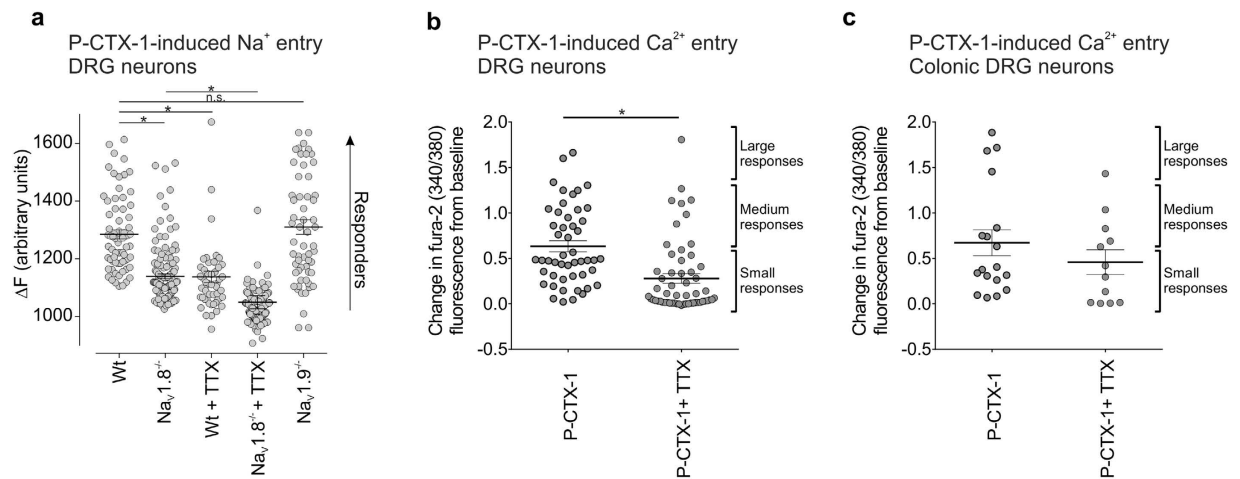 a
P-CTX-1-induced Na⁺ entry
DRG neurons
*
n.s.
*
*
ΔF (arbitrary units)
1600
1400
1200
1000
Responders
Wt
Naᵥ1.8⁻/⁻
Wt + TTX
Naᵥ1.8⁻/⁻ + TTX
Naᵥ1.9⁻/⁻
b
P-CTX-1-induced Ca²⁺ entry
DRG neurons
*
Change in fura-2 (340/380)
fluorescence from baseline
2.0
1.5
1.0
0.5
0.0
-0.5
Large
responses
Medium
responses
Small
responses
P-CTX-1
P-CTX-1+ TTX
c
P-CTX-1-induced Ca²⁺ entry
Colonic DRG neurons
Change in fura-2 (340/380)
fluorescence from baseline
2.0
1.5
1.0
0.5
0.0
-0.5
Large
responses
Medium
responses
Small
responses
P-CTX-1
P-CTX-1+ TTX